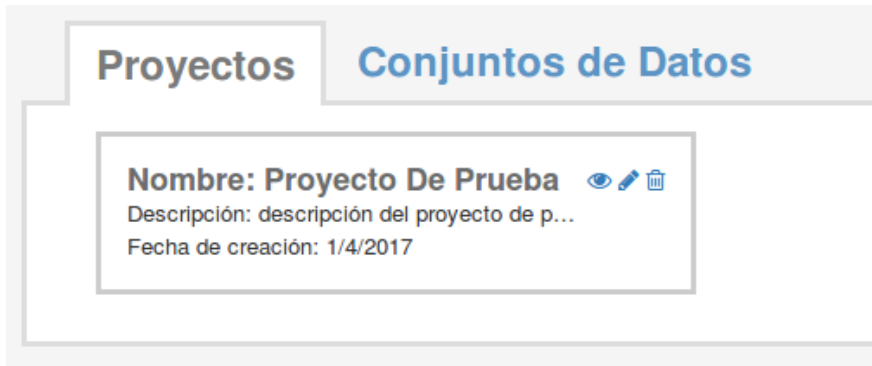 Proyectos
Conjuntos de Datos
Nombre: Proyecto De Prueba
Descripción: descripción del proyecto de p...
Fecha de creación: 1/4/2017